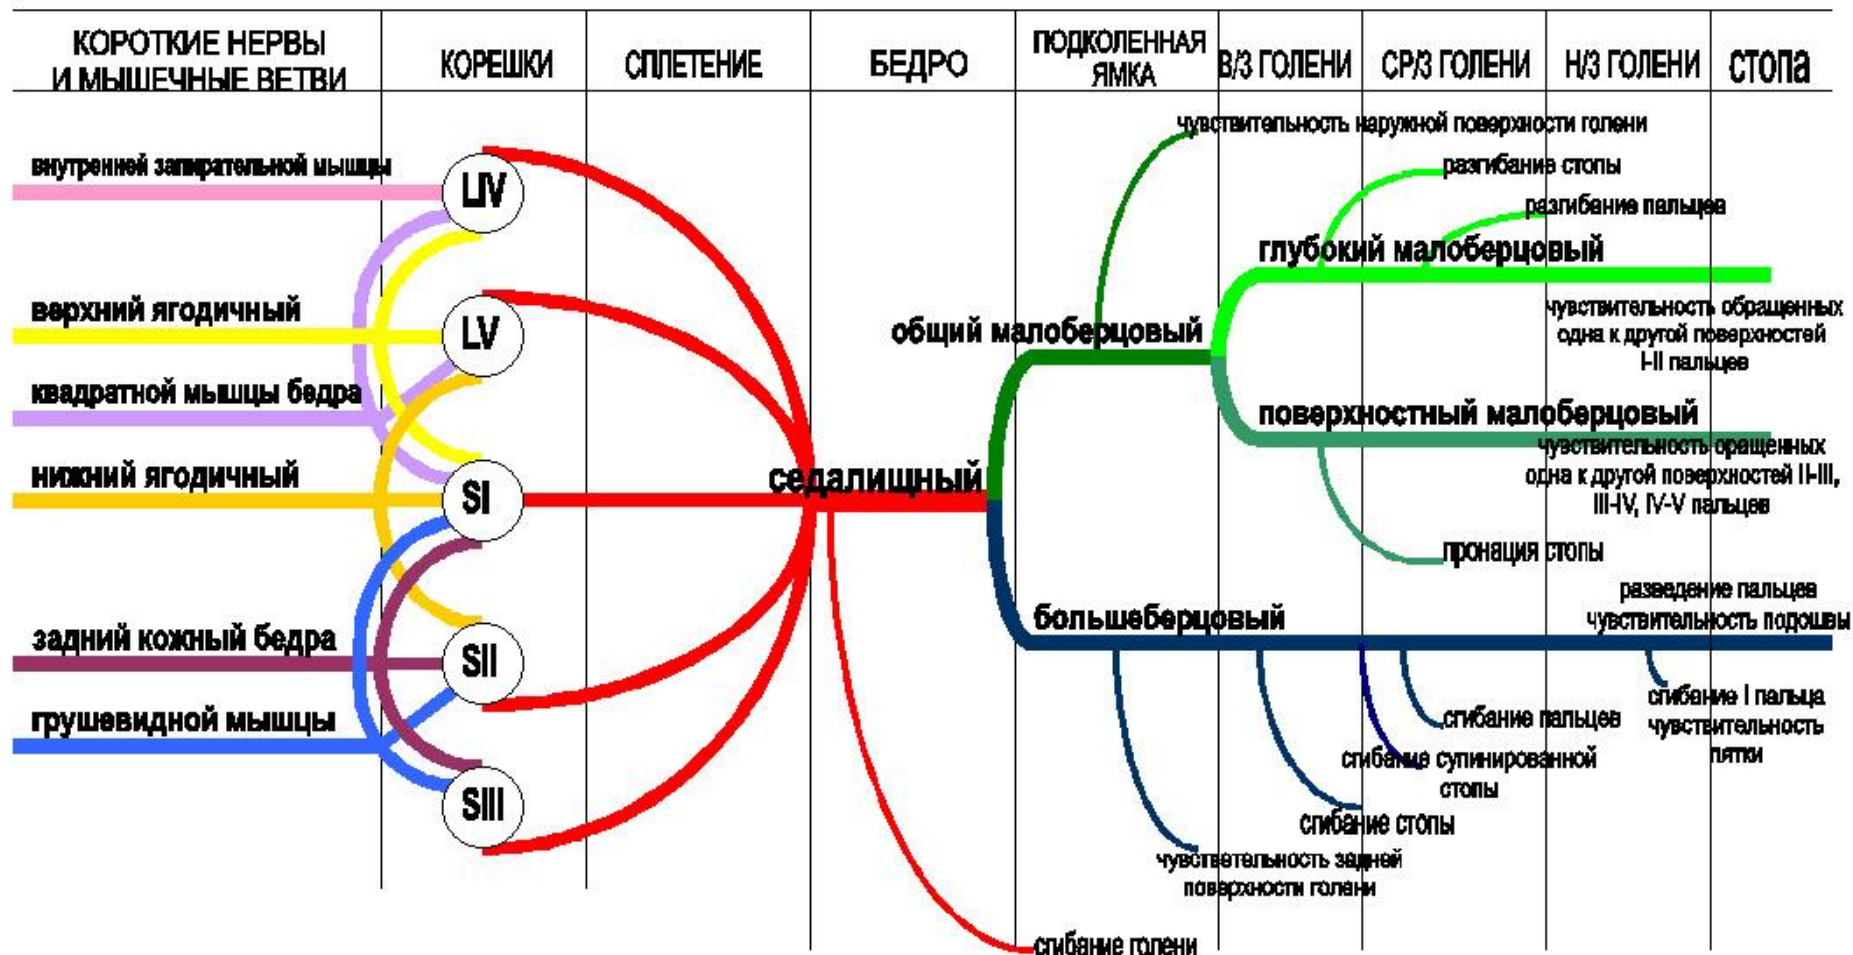 КОРОТКИЕ НЕРВЫ
И МЫШЕЧНЫЕ ВЕТВИ
КОРЕШКИ
СПЛЕТЕНИЕ
БЕДРО
ПОДКОЛЕННАЯ
ЯМКА
В/3 ГОЛЕНИ
СР/3 ГОЛЕНИ
Н/3 ГОЛЕНИ
СТОПа
внутренней запирательной мышцы
верхний ягодичный
квадратной мышцы бедра
нижний ягодичный
задний кожный бедра
грушевидной мышцы
LIV
LV
SI
SII
SIII
седалищный
сгибание голени
общий малоберцовый
чувствительность наружной поверхности голени
разгибание стопы
разгибание пальцев
глубокий малоберцовый
чувствительность обращенных
одна к другой поверхностей
I-II пальцев
поверхностный малоберцовый
чувствительность оращенных
одна к другой поверхностей II-III,
III-IV, IV-V пальцев
пронация стопы
разведение пальцев
чувствительность подошвы
большеберцовый
сгибание I пальца
чувствительность
пятки
сгибание пальцев
сгибание супинированной
стопы
сгибание стопы
чувстветельность задней
поверхности голени